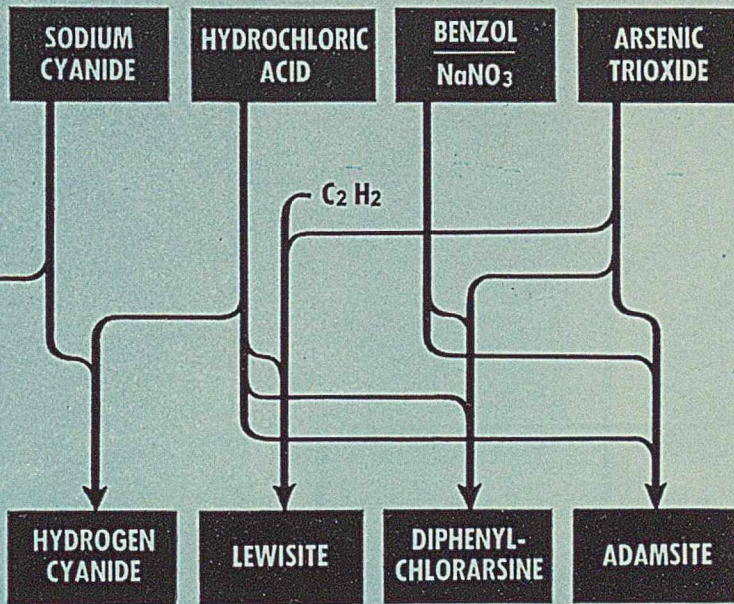 SODIUM
CYANIDE
HYDROCHLORIC
ACID
BENZOL
NaNO3
ARSENIC
TRIOXIDE
C2 H2
HYDROGEN
CYANIDE
LEWISITE
DIPHENYL-
CHLORARSINE
ADAMSITE